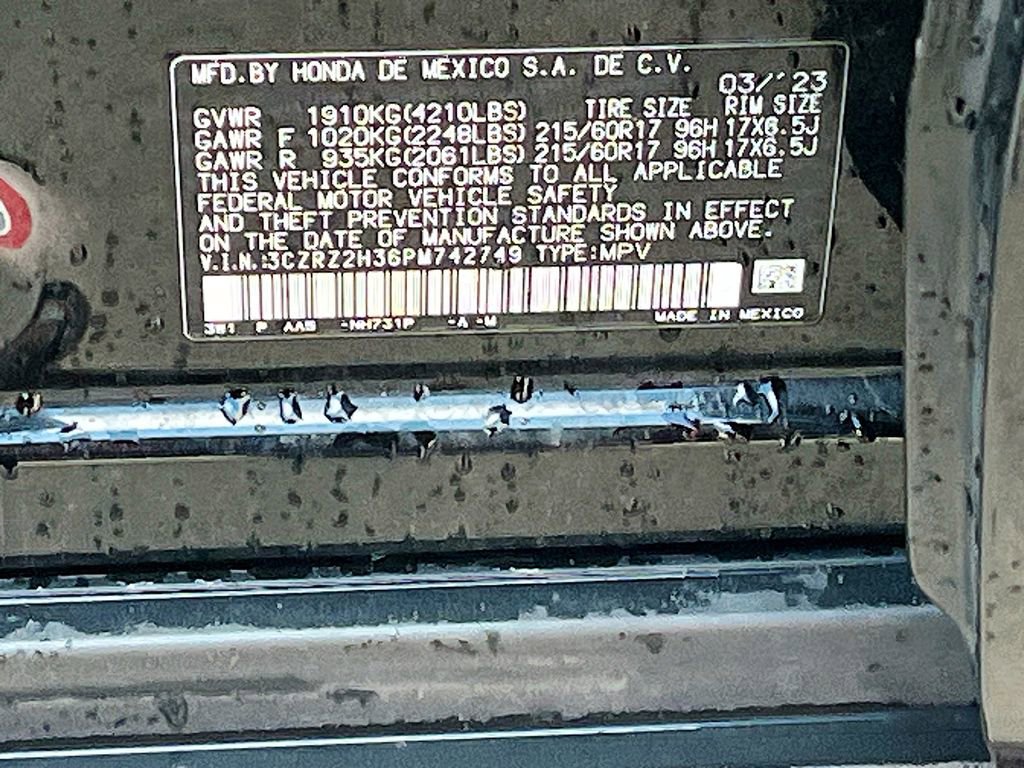 MFD.BY HONDA DE MEXICO S.A. DE C.V.
03/'23
GVWR 1910KG(4210LBS) TIRE SIZE RIM SIZE
GAWR F 1020KG(2248LBS) 215/60R17 96H 17X6.5J
GAWR R 935KG(2061LBS) 215/60R17 96H 17X6.5J
THIS VEHICLE CONFORMS TO ALL APPLICABLE
FEDERAL MOTOR VEHICLE SAFETY
AND THEFT PREVENTION STANDARDS IN EFFECT
ON THE DATE OF MANUFACTURE SHOWN ABOVE.
V.I.N.:3CZRZ2H36PM742749 TYPE:MPV
P -NH731P -A -M MADE IN MEXICO